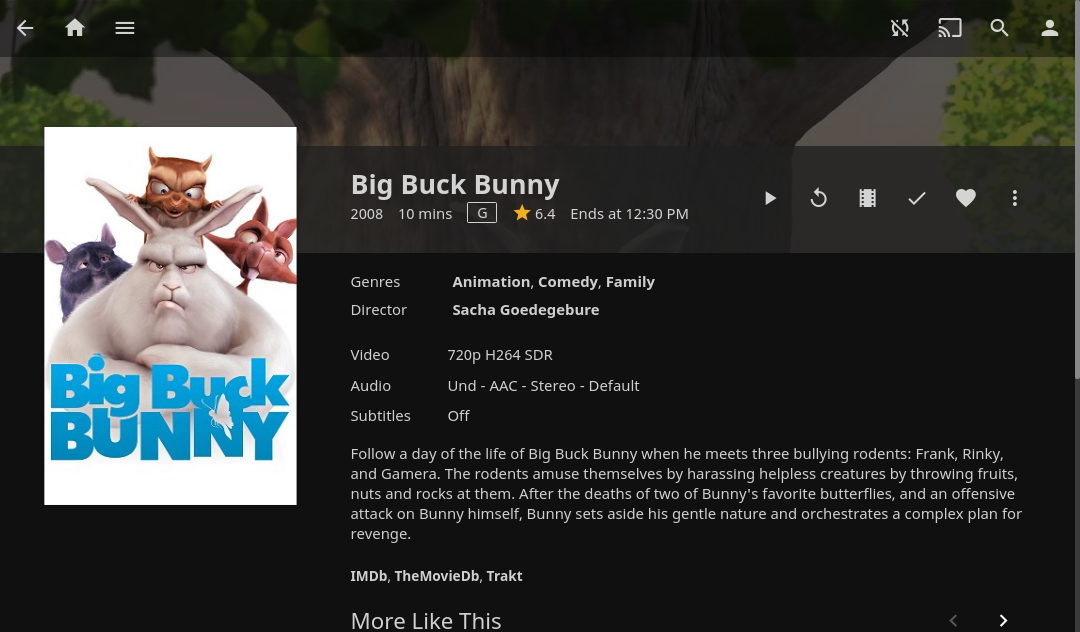 Big Buck Bunny
2008 10 mins G 6.4 Ends at 12:30 PM
Big Buck
BUNNY
Genres Animation, Comedy, Family
Director Sacha Goedegebure
Video 720p H264 SDR
Audio Und - AAC - Stereo - Default
Subtitles Off
Follow a day of the life of Big Buck Bunny when he meets three bullying rodents: Frank, Rinky,
and Gamera. The rodents amuse themselves by harassing helpless creatures by throwing fruits,
nuts and rocks at them. After the deaths of two of Bunny's favorite butterflies, and an offensive
attack on Bunny himself, Bunny sets aside his gentle nature and orchestrates a complex plan for
revenge.
IMDb, TheMovieDb, Trakt
More Like This